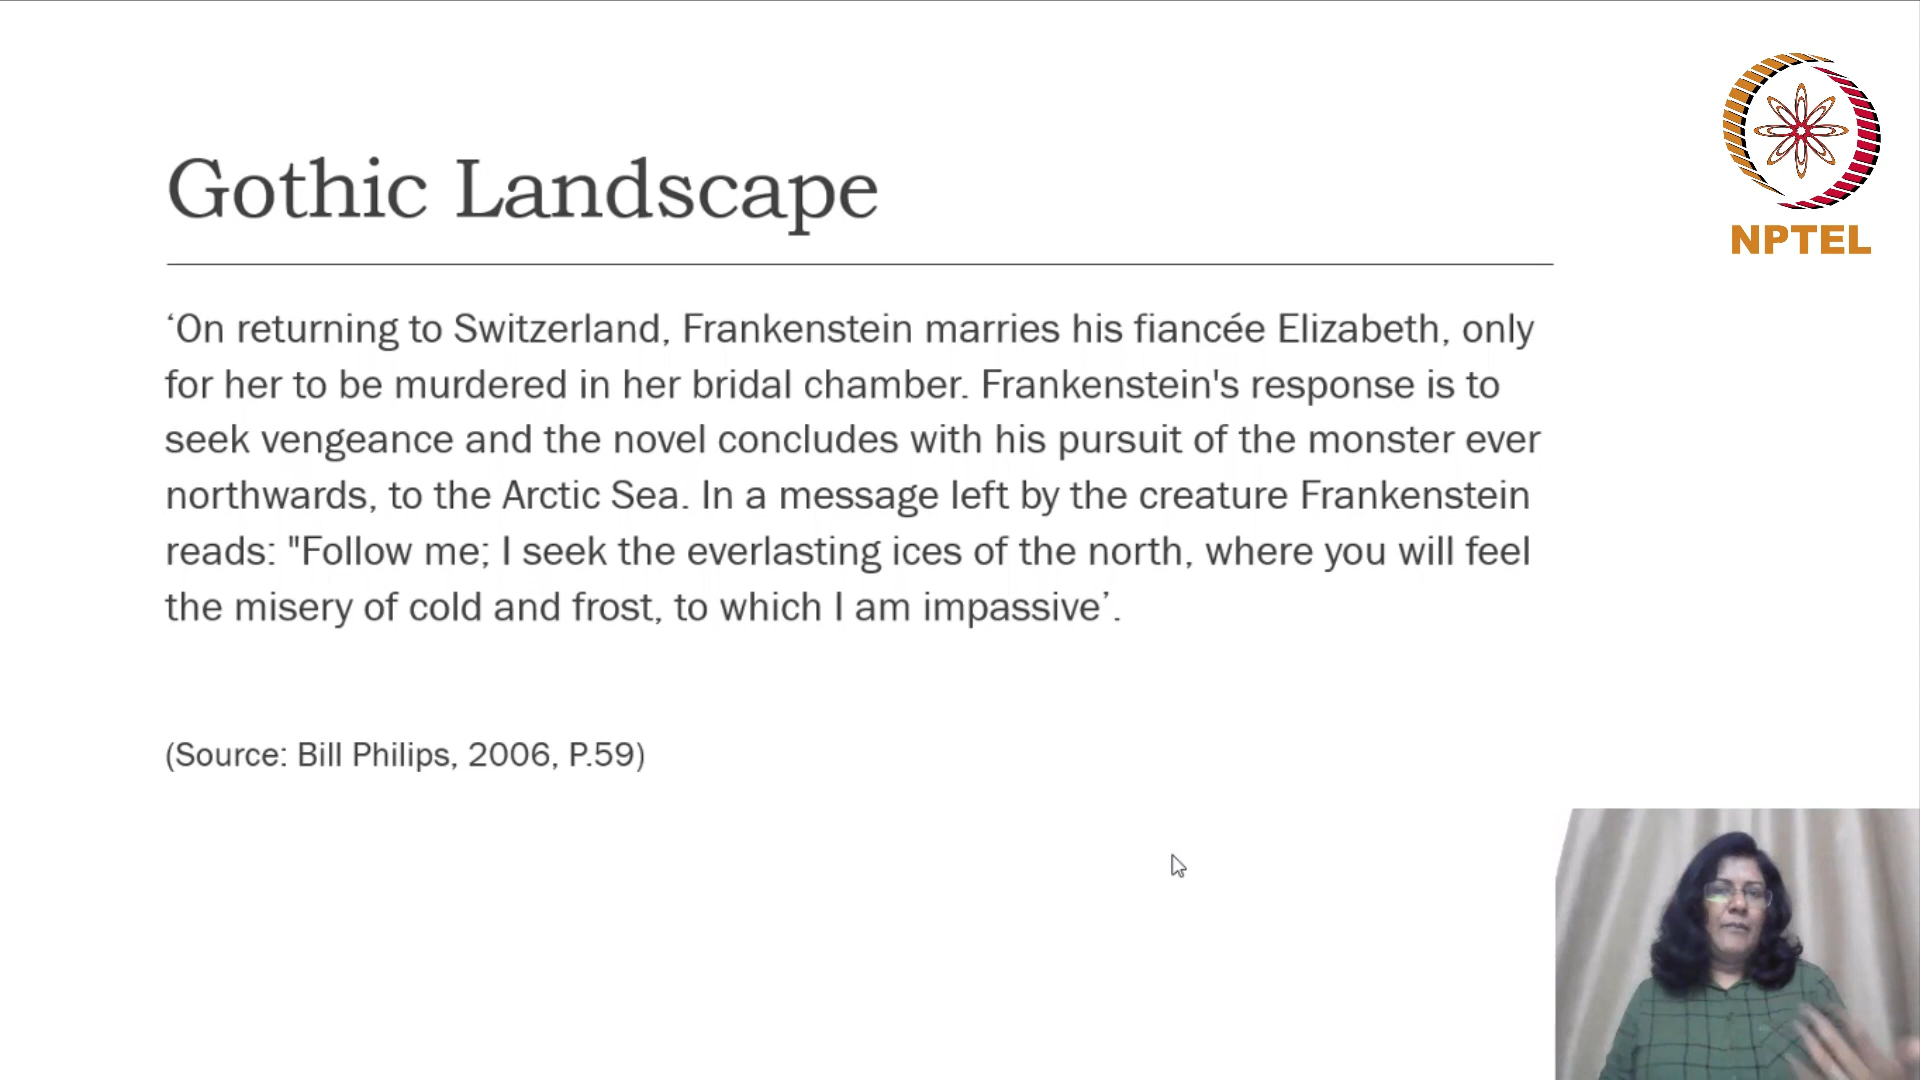 Gothic Landscape
‘On returning to Switzerland, Frankenstein marries his fiancée Elizabeth, only
for her to be murdered in her bridal chamber. Frankenstein's response is to
seek vengeance and the novel concludes with his pursuit of the monster ever
northwards, to the Arctic Sea. In a message left by the creature Frankenstein
reads: "Follow me; I seek the everlasting ices of the north, where you will feel
the misery of cold and frost, to which I am impassive’.
(Source: Bill Philips, 2006, P.59)
NPTEL